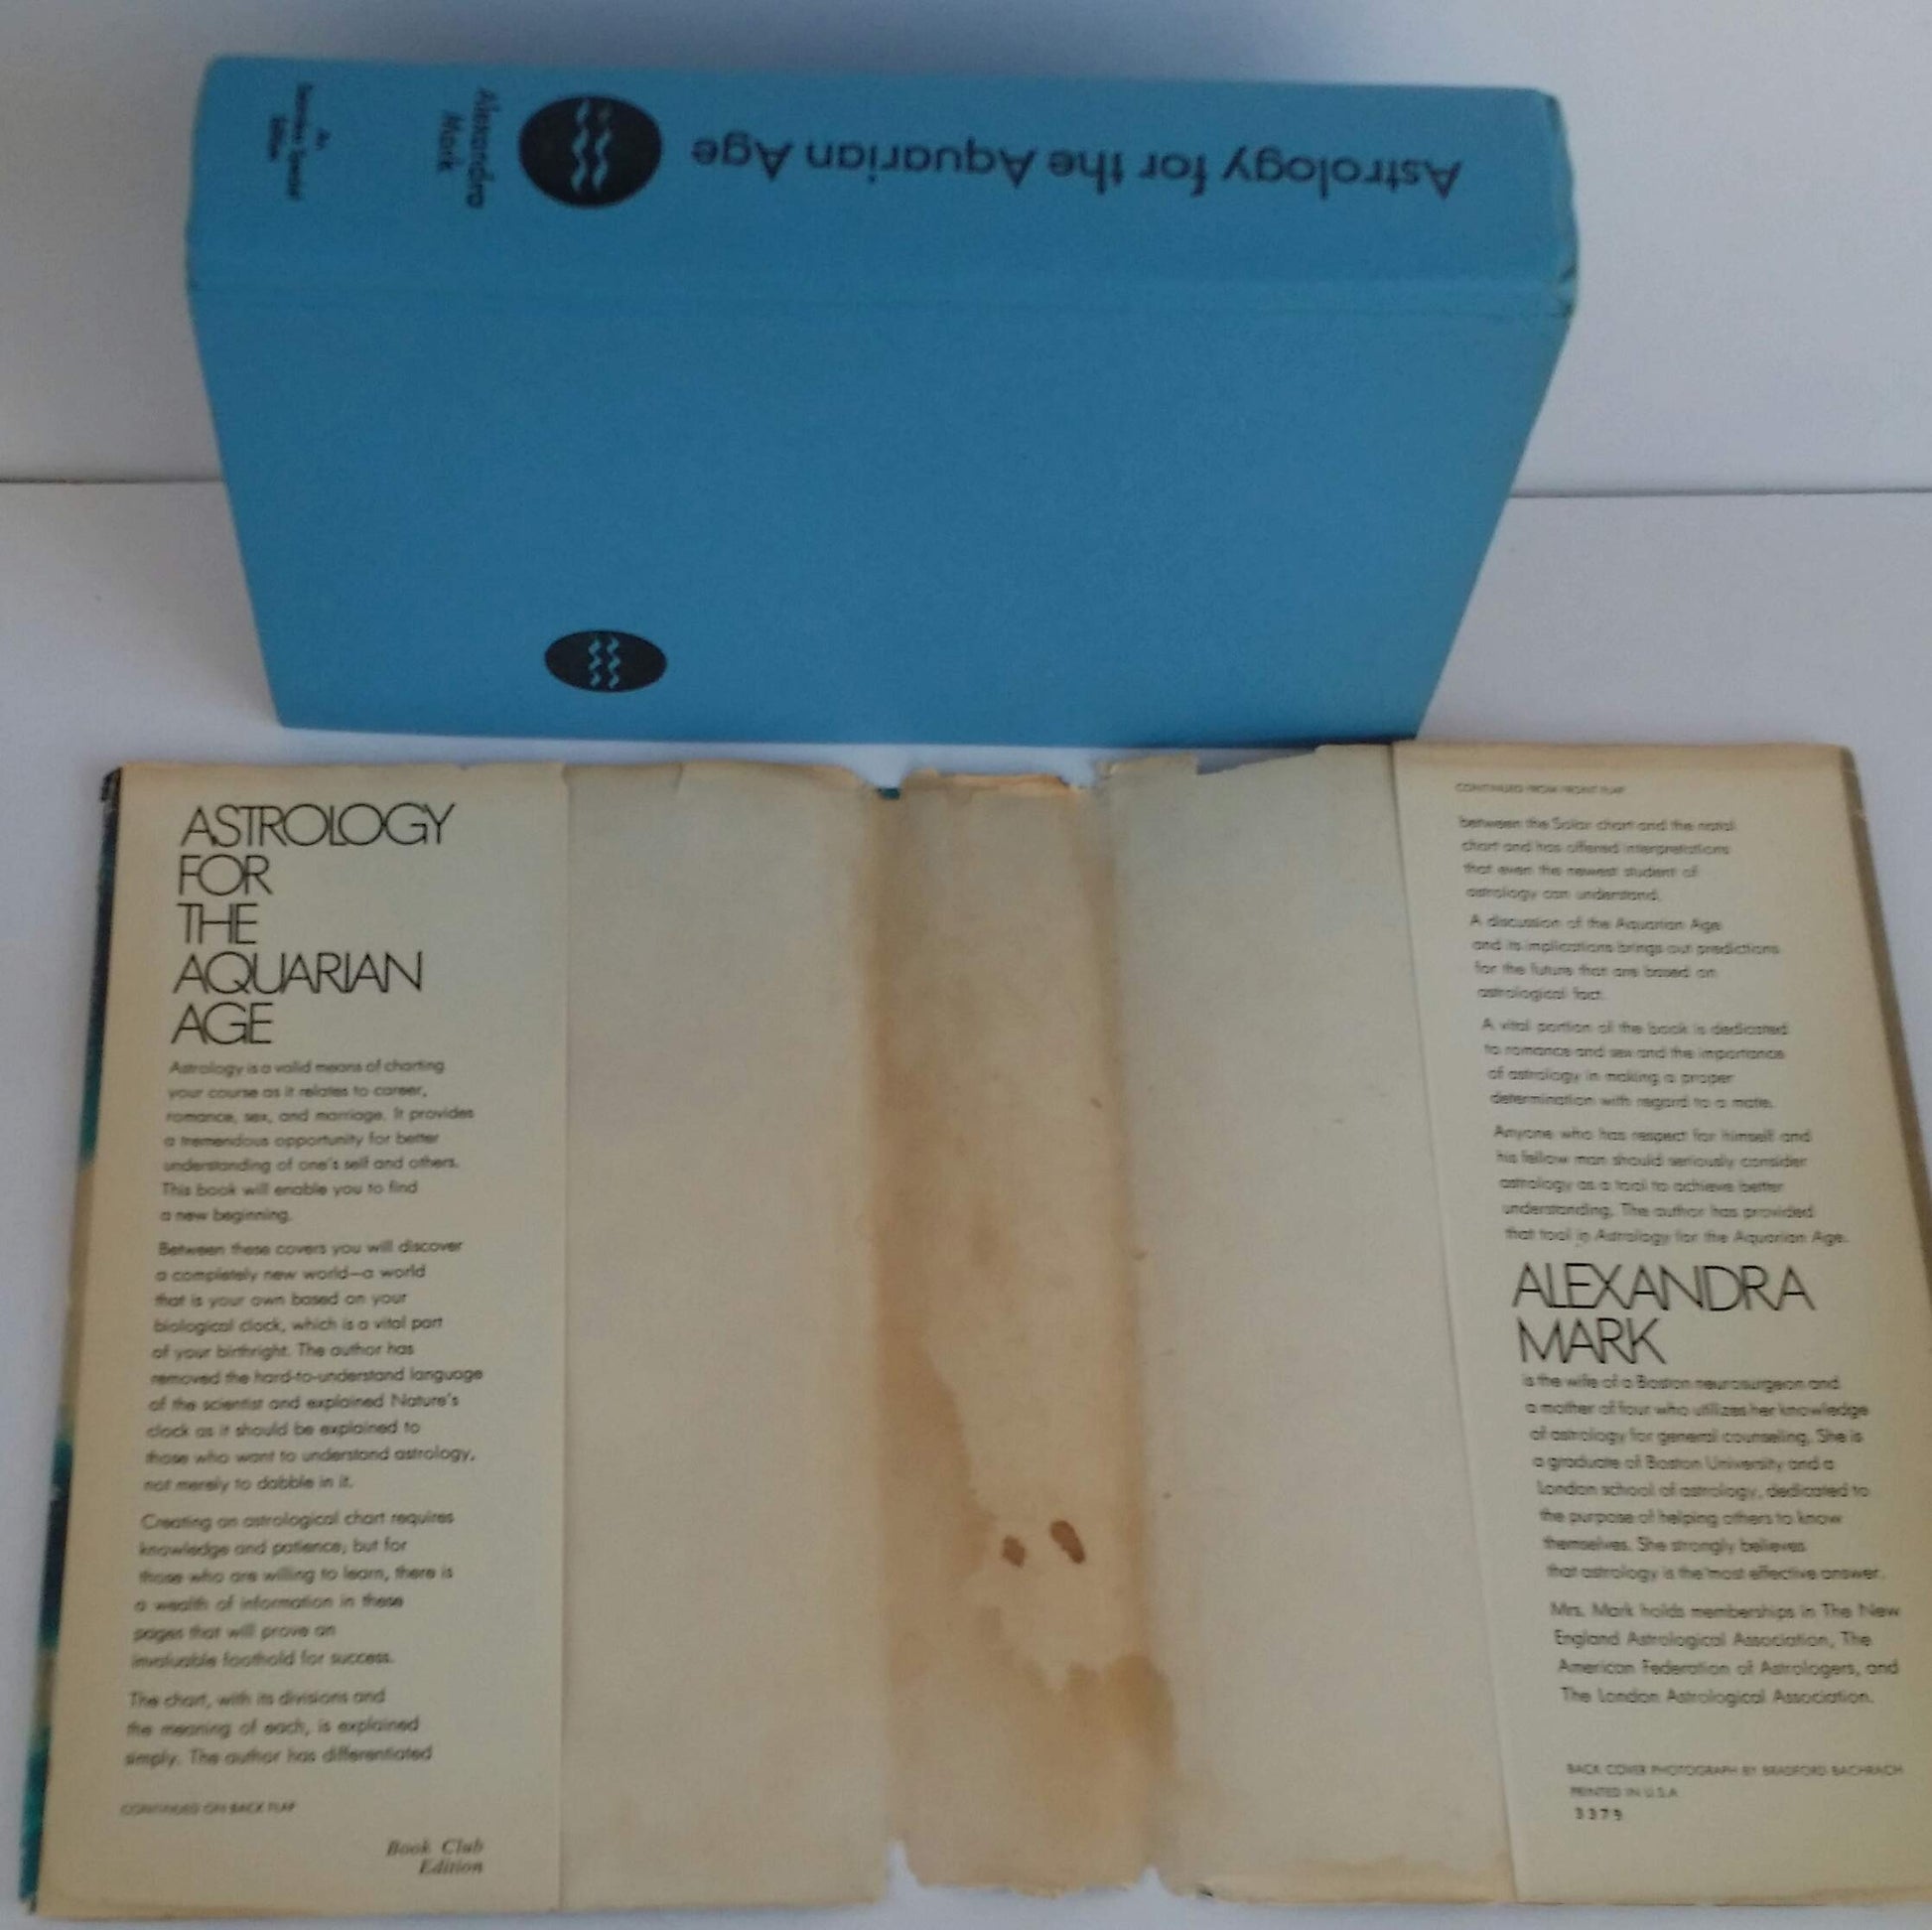 Astrology for the Aquarian Age
Alexandra
Mark
An
Essandess Special
Edition
ASTROLOGY
FOR
THE
AQUARIAN
AGE
Astrology is a valid means of charting
your course as it relates to career,
romance, sex, and marriage. It provides
a tremendous opportunity for better
understanding of one's self and others.
This book will enable you to find
a new beginning.
Between these covers you will discover
a completely new world—a world
that is your own based on your
biological clock, which is a vital part
of your birthright. The author has
removed the hard-to-understand language
of the scientist and explained Nature's
clock as it should be explained to
those who want to understand astrology,
not merely to dabble in it.
Creating an astrological chart requires
knowledge and patience; but for
those who are willing to learn, there is
a wealth of information in these
pages that will prove an
invaluable foothold for success.
The chart, with its divisions and
the meaning of each, is explained
simply. The author has differentiated
CONTINUED ON BACK FLAP
Book Club
Edition
CONTINUED FROM FRONT FLAP
between the Solar chart and the natal
chart and has offered interpretations
that even the newest student of
astrology can understand.
A discussion of the Aquarian Age
and its implications brings out predictions
for the future that are based on
astrological fact.
A vital portion of the book is dedicated
to romance and sex and the importance
of astrology in making a proper
determination with regard to a mate.
Anyone who has respect for himself and
his fellow man should seriously consider
astrology as a tool to achieve better
understanding. The author has provided
that tool in Astrology for the Aquarian Age.
ALEXANDRA
MARK
is the wife of a Boston neurosurgeon and
a mother of four who utilizes her knowledge
of astrology for general counseling. She is
a graduate of Boston University and a
London school of astrology, dedicated to
the purpose of helping others to know
themselves. She strongly believes
that astrology is the most effective answer.
Mrs. Mark holds memberships in The New
England Astrological Association, The
American Federation of Astrologers, and
The London Astrological Association.
BACK COVER PHOTOGRAPH BY BRADFORD BACHRACH
PRINTED IN U.S.A.
3379